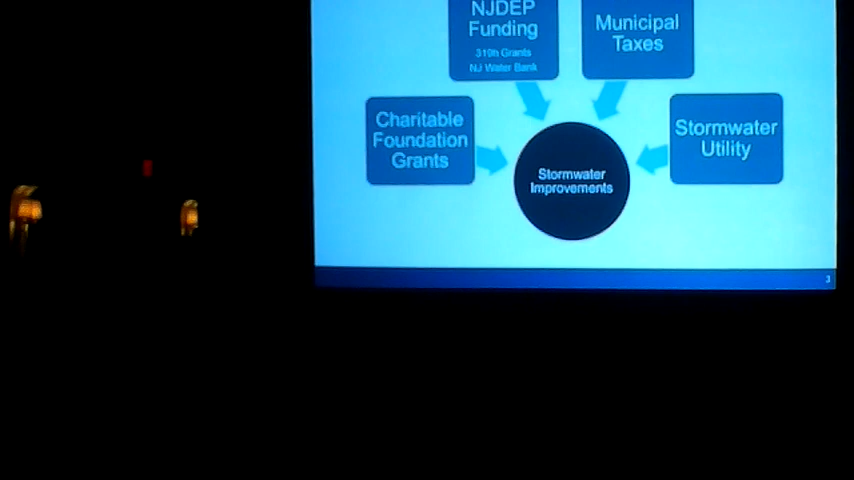 NJDEP
Funding
319h Grants
NJ Water Bank
Municipal
Taxes
Charitable
Foundation
Grants
Stormwater
Utility
Stormwater
Improvements
3